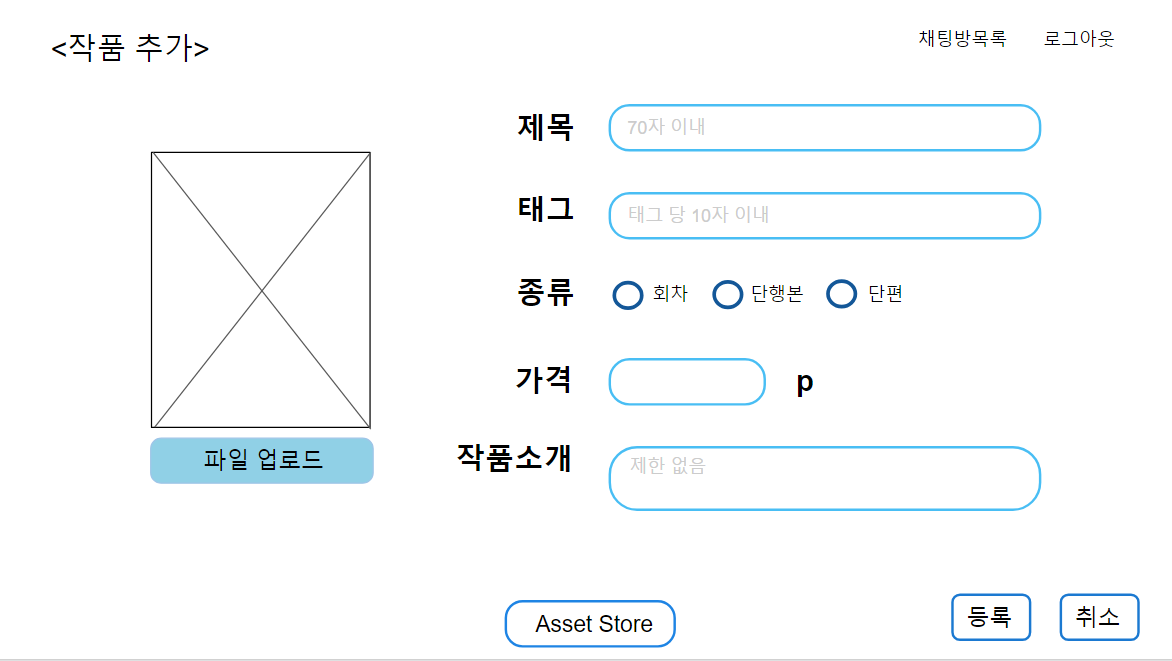 <작품 추가>
채팅방목록
로그아웃
제목
70자 이내
태그
태그 당 10자 이내
종류
회차
단행본
단편
가격
p
파일 업로드
작품소개
제한 없음
Asset Store
등록
취소